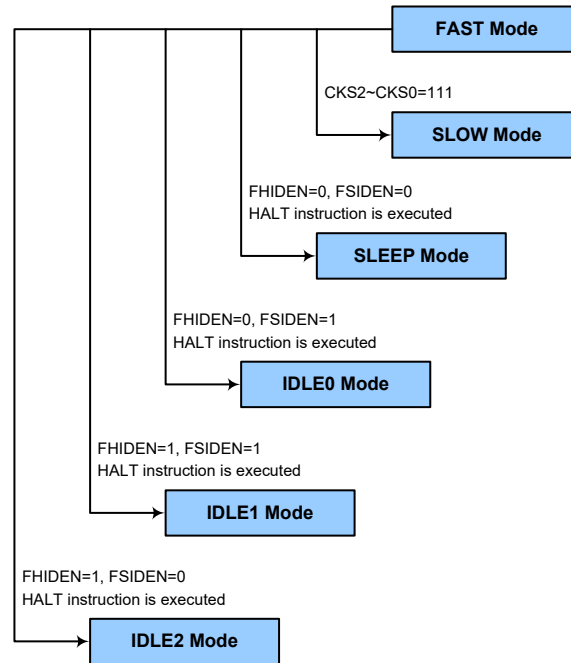 FAST Mode
CKS2~CKS0=111
SLOW Mode
FHIDEN=0, FSIDEN=0
HALT instruction is executed
SLEEP Mode
FHIDEN=0, FSIDEN=1
HALT instruction is executed
IDLE0 Mode
FHIDEN=1, FSIDEN=1
HALT instruction is executed
IDLE1 Mode
FHIDEN=1, FSIDEN=0
HALT instruction is executed
IDLE2 Mode